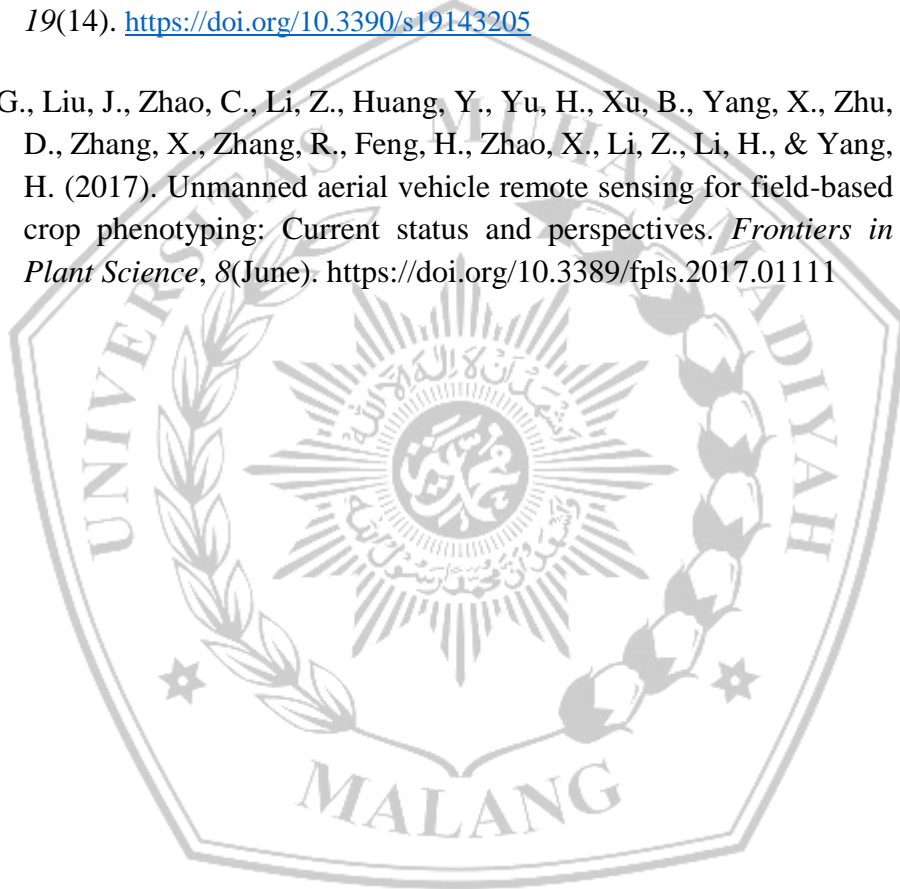 19(14). https://doi.org/10.3390/s19143205
G., Liu, J., Zhao, C., Li, Z., Huang, Y., Yu, H., Xu, B., Yang, X., Zhu,
D., Zhang, X., Zhang, R., Feng, H., Zhao, X., Li, Z., Li, H., & Yang,
H. (2017). Unmanned aerial vehicle remote sensing for field-based
crop phenotyping: Current status and perspectives. Frontiers in
Plant Science, 8(June). https://doi.org/10.3389/fpls.2017.01111
UNIVERSITAS MUHAMMADIYAH
MALANG